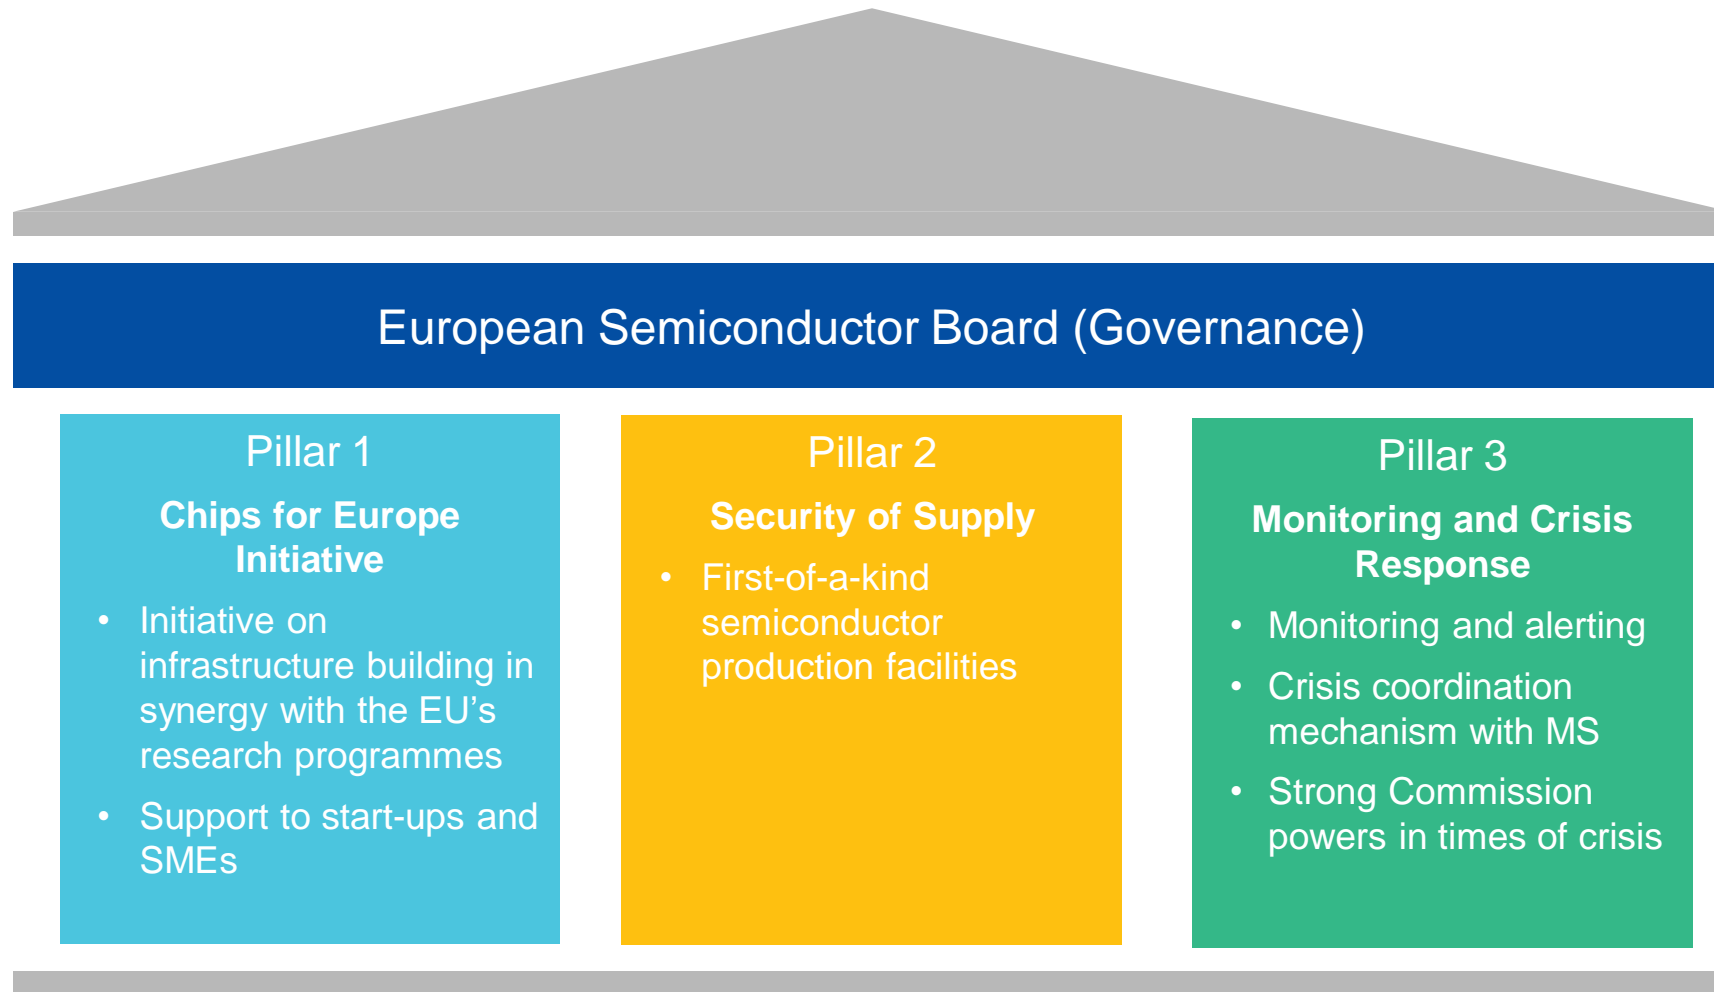 European Semiconductor Board (Governance)
Pillar 1
Chips for Europe
Initiative
• Initiative on
infrastructure building in
synergy with the EU’s
research programmes
• Support to start-ups and
SMEs
Pillar 2
Security of Supply
• First-of-a-kind
semiconductor
production facilities
Pillar 3
Monitoring and Crisis
Response
• Monitoring and alerting
• Crisis coordination
mechanism with MS
• Strong Commission
powers in times of crisis